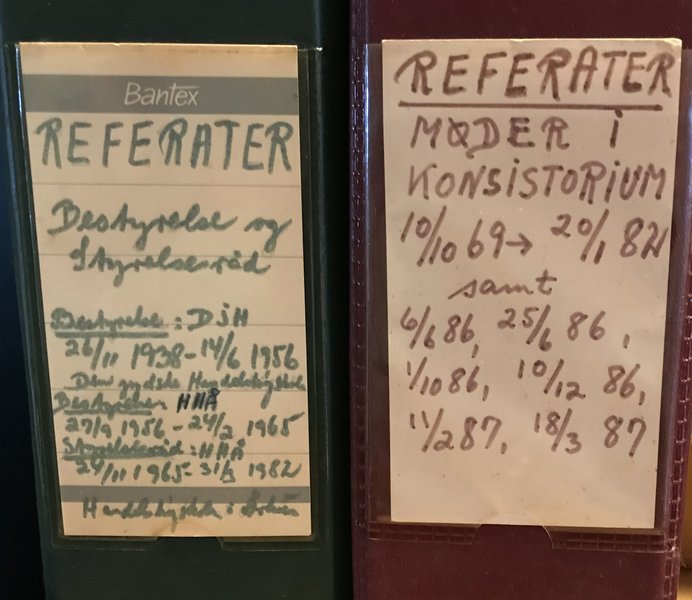 Bantex
REFERATER
Bestyrelse og
Styrelsesråd
Bestyrelse: DJH
26/11 1938-14/6 1956
Den jydske Handelshøjskole
Bestyrelsen HHÅ
27/9 1956-24/2 1965
Styrelsesråd: HHÅ
24/11 1965-31/3 1982
Handelshøjskolen i Århus
REFERATER
MØDER i
KONSISTORIUM
10/10 69→ 20/1 82
samt
6/6 86, 25/6 86,
1/10 86, 10/12 86,
11/2 87, 18/3 87